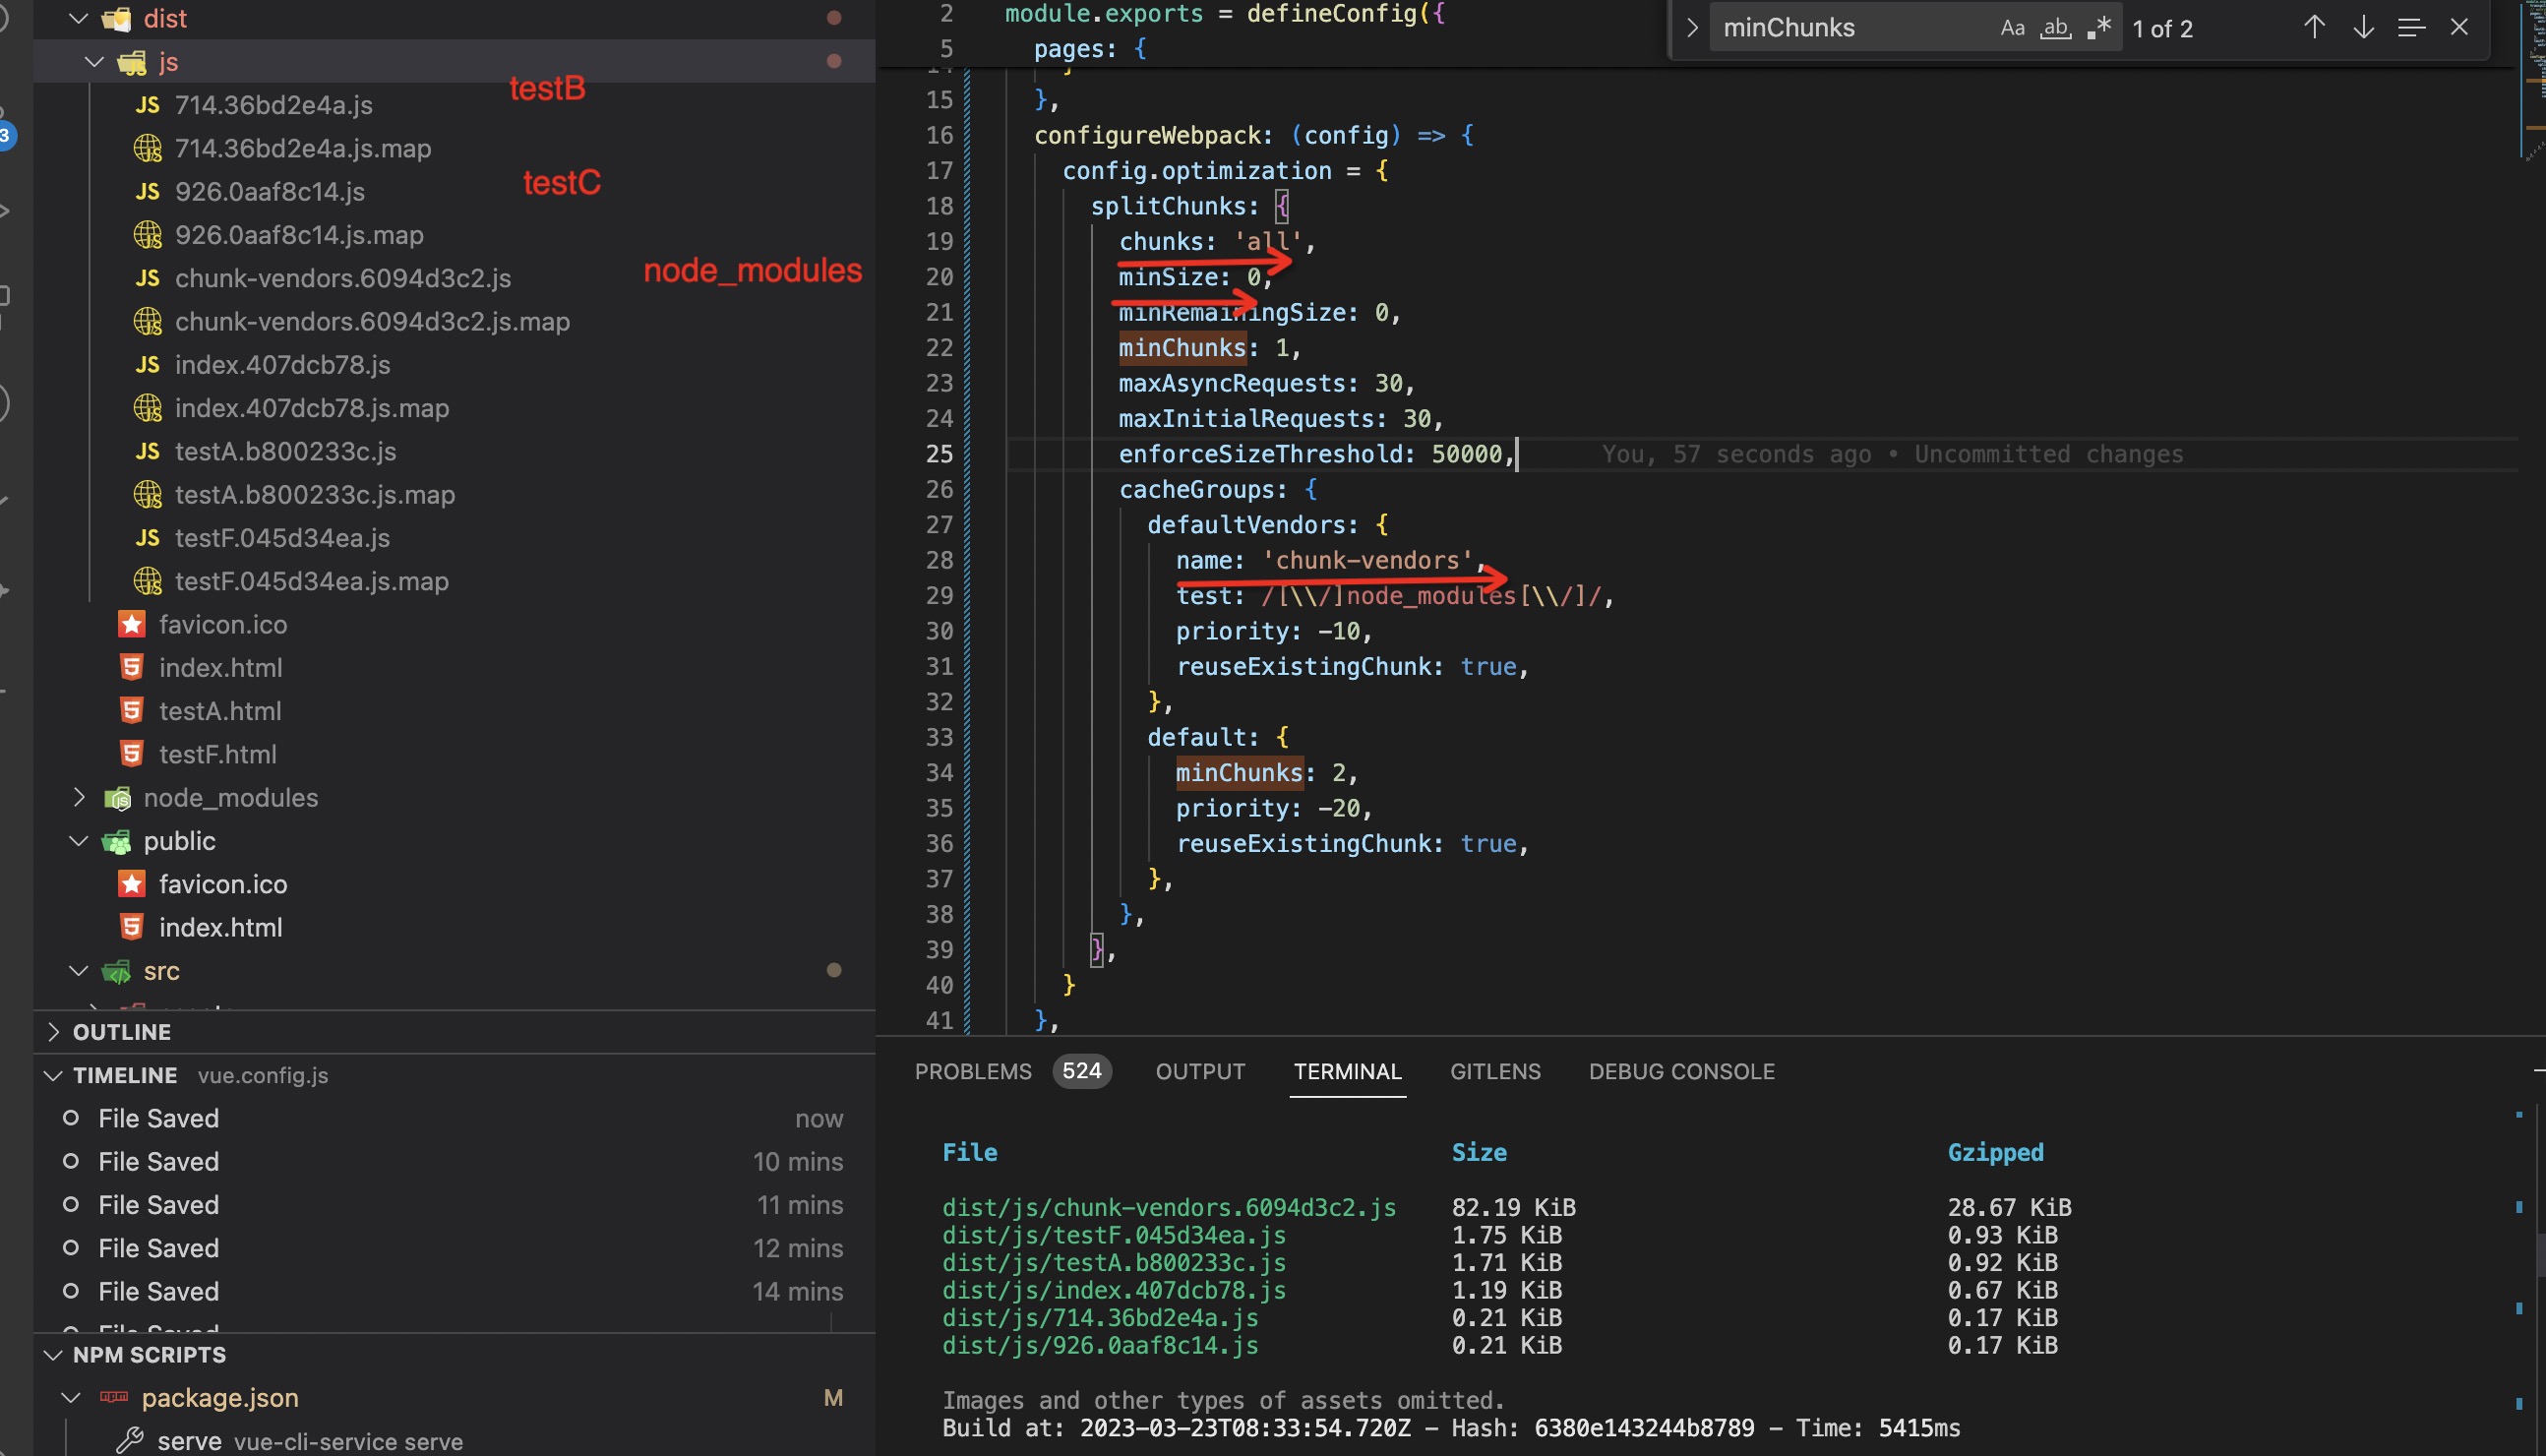 dist
js
testB
714.36bd2e4a.js
714.36bd2e4a.js.map
testC
926.0aaf8c14.js
926.0aaf8c14.js.map
node_modules
chunk-vendors.6094d3c2.js
chunk-vendors.6094d3c2.js.map
index.407dcb78.js
index.407dcb78.js.map
testA.b800233c.js
testA.b800233c.js.map
testF.045d34ea.js
testF.045d34ea.js.map
favicon.ico
index.html
testA.html
testF.html
node_modules
public
favicon.ico
index.html
src
OUTLINE
TIMELINE vue.config.js
File Saved now
File Saved 10 mins
File Saved 11 mins
File Saved 12 mins
File Saved 14 mins
File Saved
NPM SCRIPTS
package.json M
serve vue-cli-service serve
3
minChunks Aa ab .* 1 of 2
2 module.exports = defineConfig({
5 pages: {
14 }
15 },
16 configureWebpack: (config) => {
17 config.optimization = {
18 splitChunks: {
19 chunks: 'all',
20 minSize: 0,
21 minRemainingSize: 0,
22 minChunks: 1,
23 maxAsyncRequests: 30,
24 maxInitialRequests: 30,
25 enforceSizeThreshold: 50000, You, 57 seconds ago • Uncommitted changes
26 cacheGroups: {
27 defaultVendors: {
28 name: 'chunk-vendors',
29 test: /[\\/]node_modules[\\/]/,
30 priority: -10,
31 reuseExistingChunk: true,
32 },
33 default: {
34 minChunks: 2,
35 priority: -20,
36 reuseExistingChunk: true,
37 },
38 },
39 },
40 }
41 },
PROBLEMS 524 OUTPUT TERMINAL GITLENS DEBUG CONSOLE
File Size Gzipped
dist/js/chunk-vendors.6094d3c2.js 82.19 KiB 28.67 KiB
dist/js/testF.045d34ea.js 1.75 KiB 0.93 KiB
dist/js/testA.b800233c.js 1.71 KiB 0.92 KiB
dist/js/index.407dcb78.js 1.19 KiB 0.67 KiB
dist/js/714.36bd2e4a.js 0.21 KiB 0.17 KiB
dist/js/926.0aaf8c14.js 0.21 KiB 0.17 KiB
Images and other types of assets omitted.
Build at: 2023-03-23T08:33:54.720Z - Hash: 6380e143244b8789 - Time: 5415ms